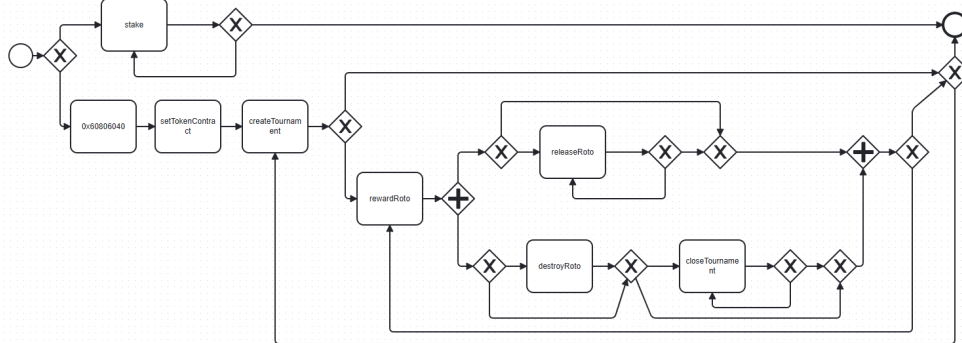 stake
0x60806040
setTokenContra
ct
createTournam
ent
releaseRoto
rewardRoto
destroyRoto
closeTourname
nt